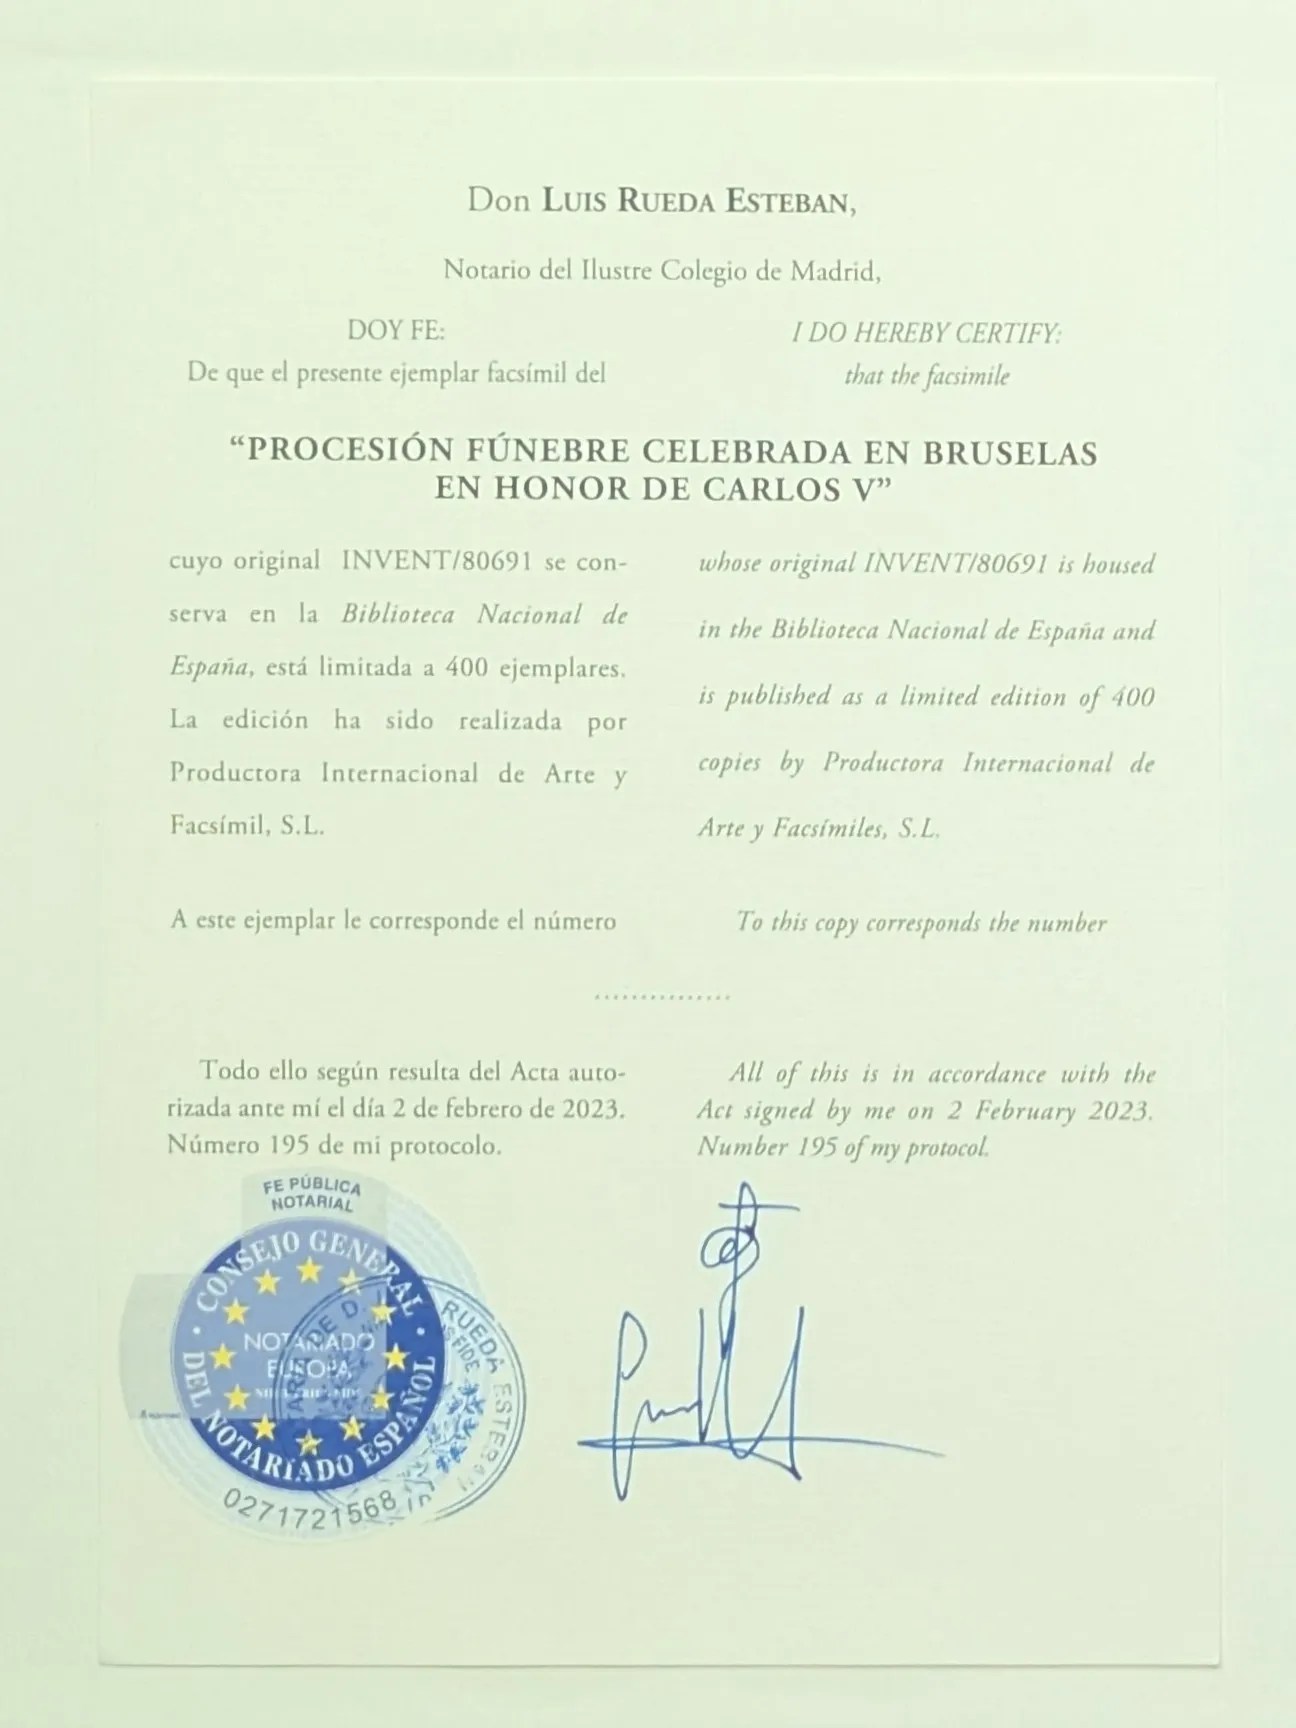 Don LUIS RUEDA ESTEBAN,
Notario del Ilustre Colegio de Madrid,
DOY FE:
De que el presente ejemplar facsímil del
I DO HEREBY CERTIFY:
that the facsimile
“PROCESIÓN FÚNEBRE CELEBRADA EN BRUSELAS
EN HONOR DE CARLOS V”
cuyo original INVENT/80691 se con-
serva en la Biblioteca Nacional de
España, está limitada a 400 ejemplares.
La edición ha sido realizada por
Productora Internacional de Arte y
Facsímil, S.L.
whose original INVENT/80691 is housed
in the Biblioteca Nacional de España and
is published as a limited edition of 400
copies by Productora Internacional de
Arte y Facsímiles, S.L.
A este ejemplar le corresponde el número
To this copy corresponds the number
...............
Todo ello según resulta del Acta auto-
rizada ante mí el día 2 de febrero de 2023.
Número 195 de mi protocolo.
All of this is in accordance with the
Act signed by me on 2 February 2023.
Number 195 of my protocol.
FE PÚBLICA
NOTARIAL
CONSEJO GENERAL
DEL NOTARIADO ESPAÑOL
NOTARIADO
EUROPA
0271721568
DE D.
RUEDA ESTEBAN